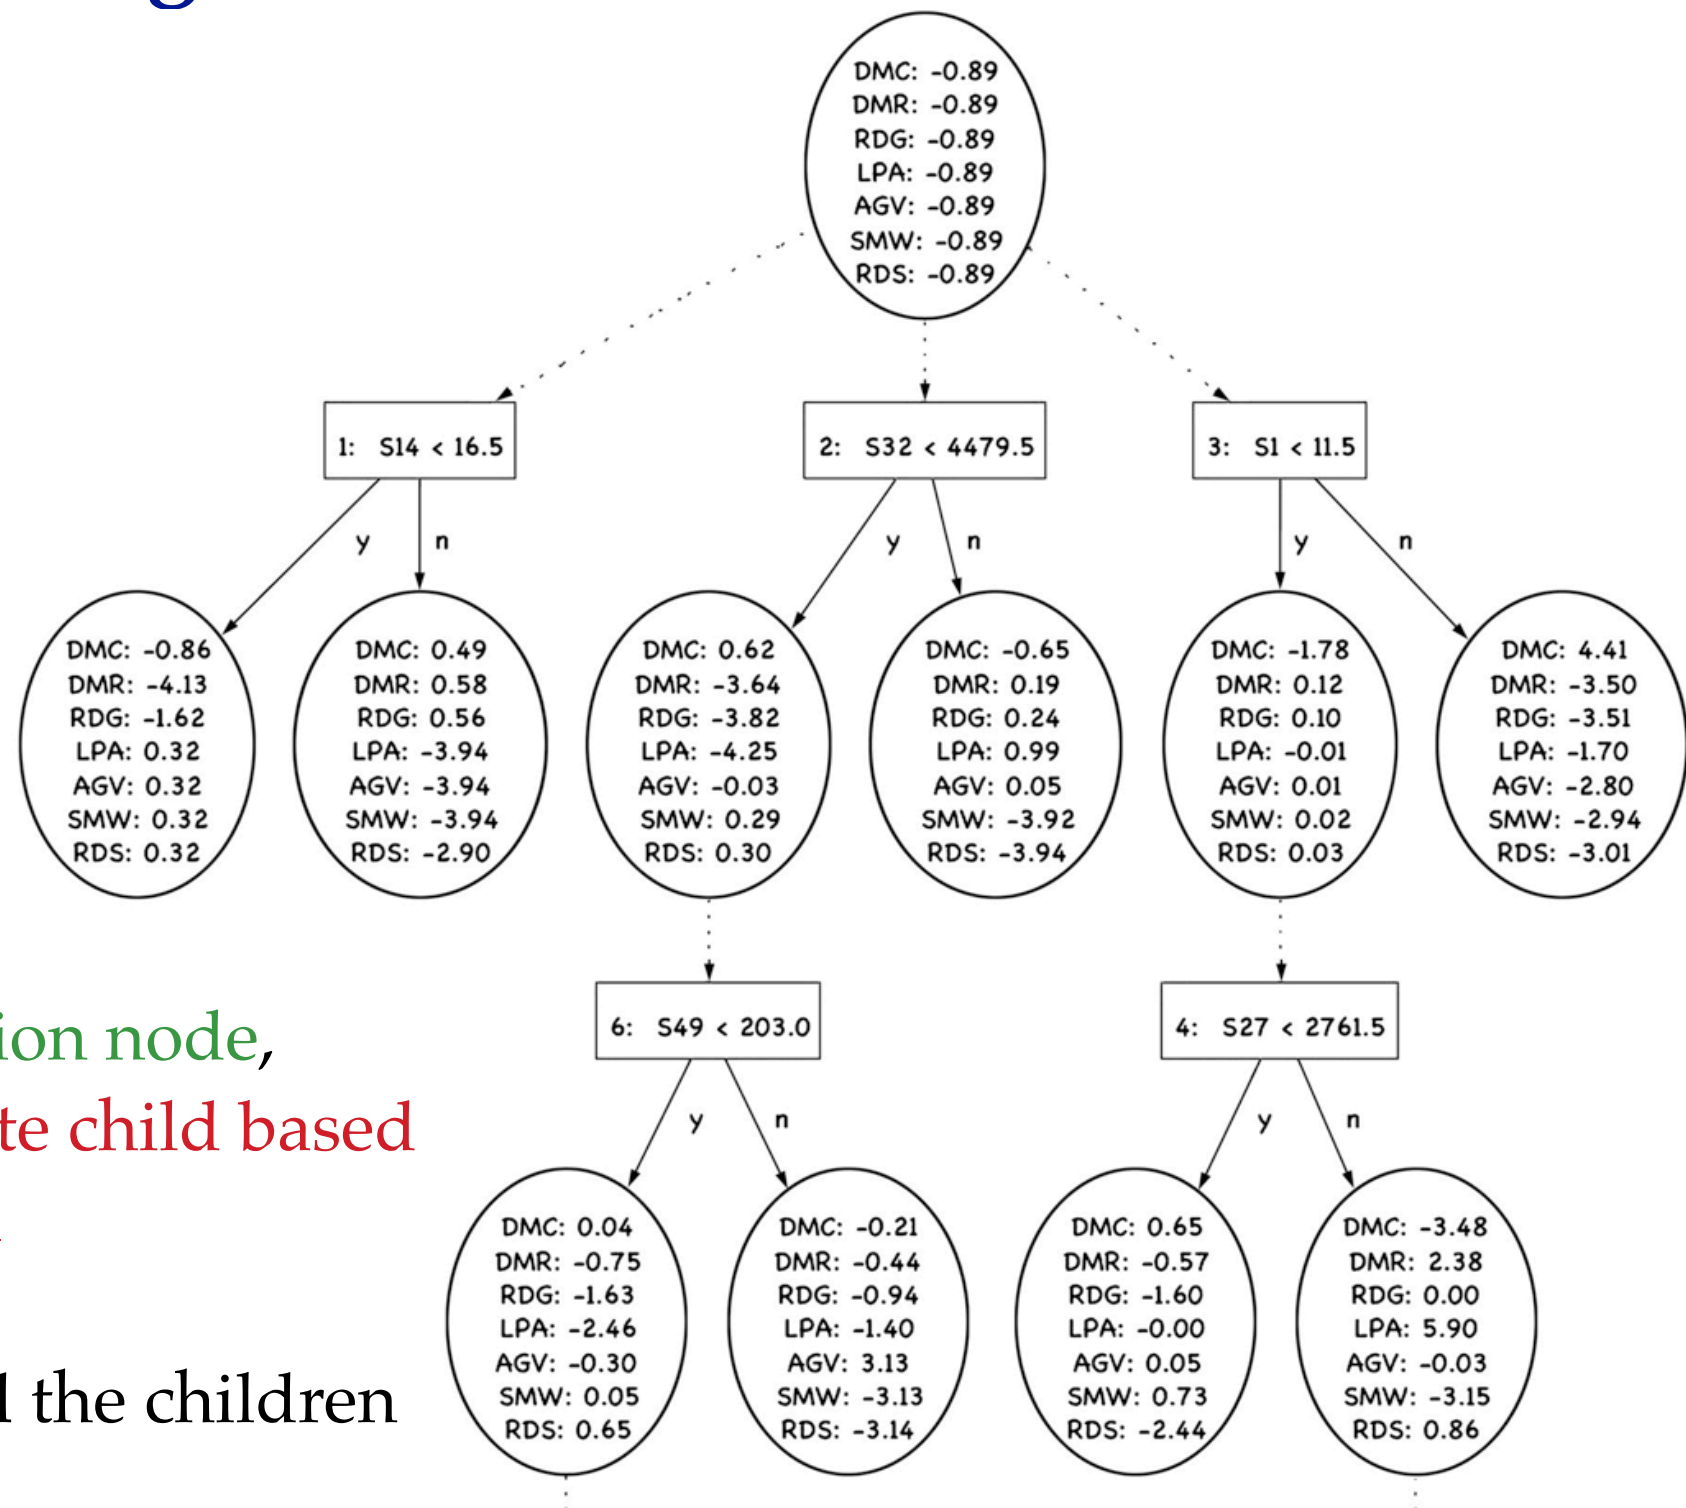 g
DMC: -0.89
DMR: -0.89
RDG: -0.89
LPA: -0.89
AGV: -0.89
SMW: -0.89
RDS: -0.89
1: S14 < 16.5
2: S32 < 4479.5
3: S1 < 11.5
y
n
y
n
y
n
DMC: -0.86
DMR: -4.13
RDG: -1.62
LPA: 0.32
AGV: 0.32
SMW: 0.32
RDS: 0.32
DMC: 0.49
DMR: 0.58
RDG: 0.56
LPA: -3.94
AGV: -3.94
SMW: -3.94
RDS: -2.90
DMC: 0.62
DMR: -3.64
RDG: -3.82
LPA: -4.25
AGV: -0.03
SMW: 0.29
RDS: 0.30
DMC: -0.65
DMR: 0.19
RDG: 0.24
LPA: 0.99
AGV: 0.05
SMW: -3.92
RDS: -3.94
DMC: -1.78
DMR: 0.12
RDG: 0.10
LPA: -0.01
AGV: 0.01
SMW: 0.02
RDS: 0.03
DMC: 4.41
DMR: -3.50
RDG: -3.51
LPA: -1.70
AGV: -2.80
SMW: -2.94
RDS: -3.01
ion node,
te child based
6: S49 < 203.0
4: S27 < 2761.5
y
n
y
n
DMC: 0.04
DMR: -0.75
RDG: -1.63
LPA: -2.46
AGV: -0.30
SMW: 0.05
RDS: 0.65
DMC: -0.21
DMR: -0.44
RDG: -0.94
LPA: -1.40
AGV: 3.13
SMW: -3.13
RDS: -3.14
DMC: 0.65
DMR: -0.57
RDG: -1.60
LPA: -0.00
AGV: 0.05
SMW: 0.73
RDS: -2.44
DMC: -3.48
DMR: 2.38
RDG: 0.00
LPA: 5.90
AGV: -0.03
SMW: -3.15
RDS: 0.86
the children